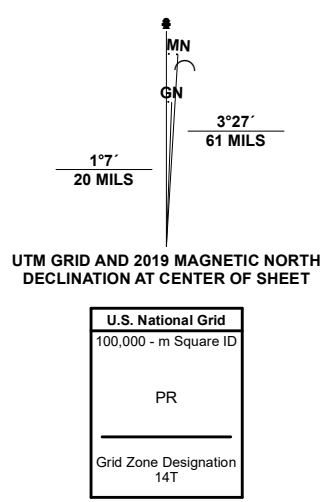 MN
GN
3°27´
61 MILS
1°7´
20 MILS
UTM GRID AND 2019 MAGNETIC NORTH
DECLINATION AT CENTER OF SHEET
U.S. National Grid
100,000 - m Square ID
PR
Grid Zone Designation
14T